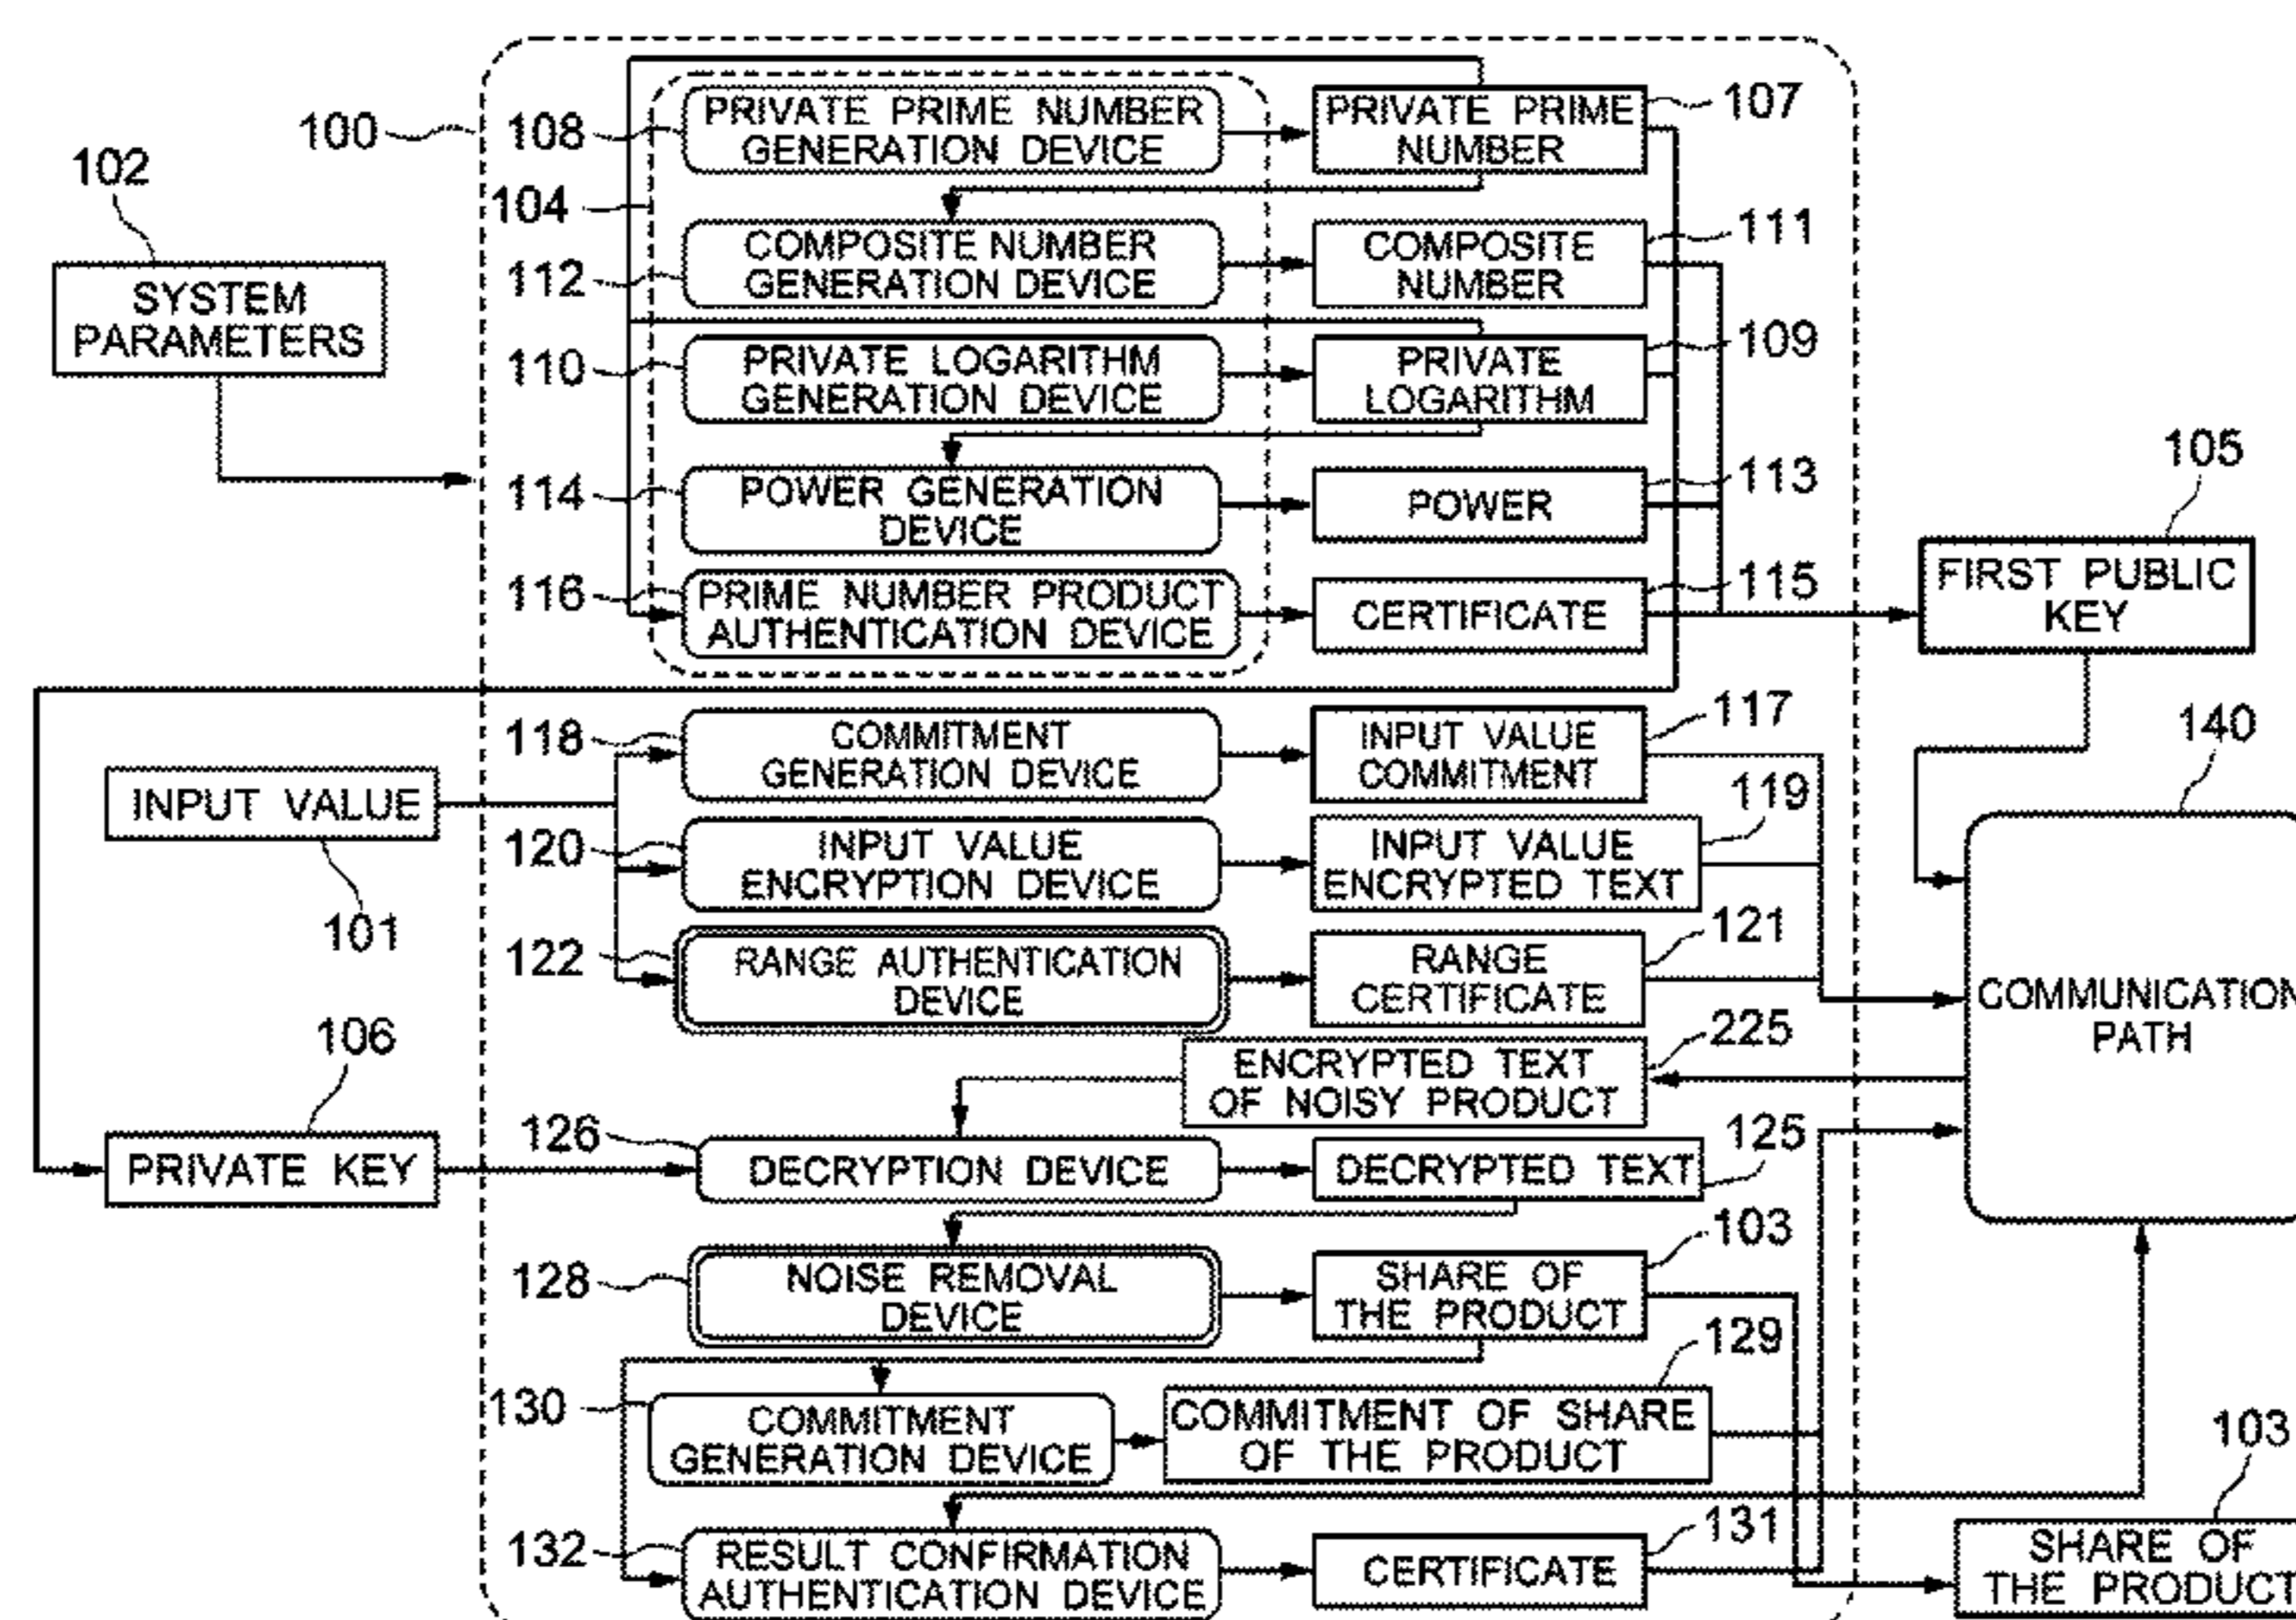 100
102
SYSTEM
PARAMETERS
108
PRIVATE PRIME NUMBER
GENERATION DEVICE
PRIVATE PRIME
NUMBER
107
104
112
COMPOSITE NUMBER
GENERATION DEVICE
COMPOSITE
NUMBER
111
110
PRIVATE LOGARITHM
GENERATION DEVICE
PRIVATE
LOGARITHM
109
114
POWER GENERATION
DEVICE
POWER
113
116
PRIME NUMBER PRODUCT
AUTHENTICATION DEVICE
CERTIFICATE
115
105
FIRST PUBLIC
KEY
118
COMMITMENT
GENERATION DEVICE
INPUT VALUE
COMMITMENT
117
INPUT VALUE
101
120
INPUT VALUE
ENCRYPTION DEVICE
INPUT VALUE
ENCRYPTED TEXT
119
122
RANGE AUTHENTICATION
DEVICE
RANGE
CERTIFICATE
121
140
COMMUNICATION
PATH
ENCRYPTED TEXT
OF NOISY PRODUCT
225
106
PRIVATE KEY
126
DECRYPTION DEVICE
DECRYPTED TEXT
125
128
NOISE REMOVAL
DEVICE
SHARE OF
THE PRODUCT
103
130
COMMITMENT
GENERATION DEVICE
COMMITMENT OF SHARE
OF THE PRODUCT
129
132
RESULT CONFIRMATION
AUTHENTICATION DEVICE
CERTIFICATE
131
103
SHARE OF
THE PRODUCT